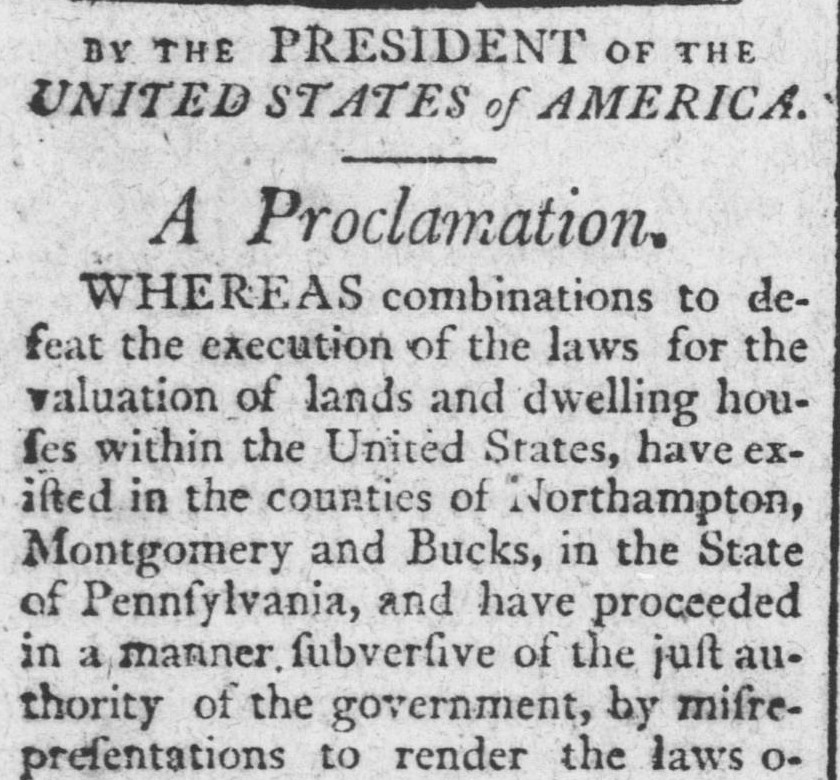 BY THE PRESIDENT OF THE
UNITED STATES of AMERICA.
A Proclamation.
WHEREAS combinations to de-
feat the execution of the laws for the
valuation of lands and dwelling hou-
ſes within the United States, have ex-
iſted in the counties of Northampton,
Montgomery and Bucks, in the State
of Pennſylvania, and have proceeded
in a manner ſubverſive of the juſt au-
thority of the government, by miſre-
preſentations to render the laws o-